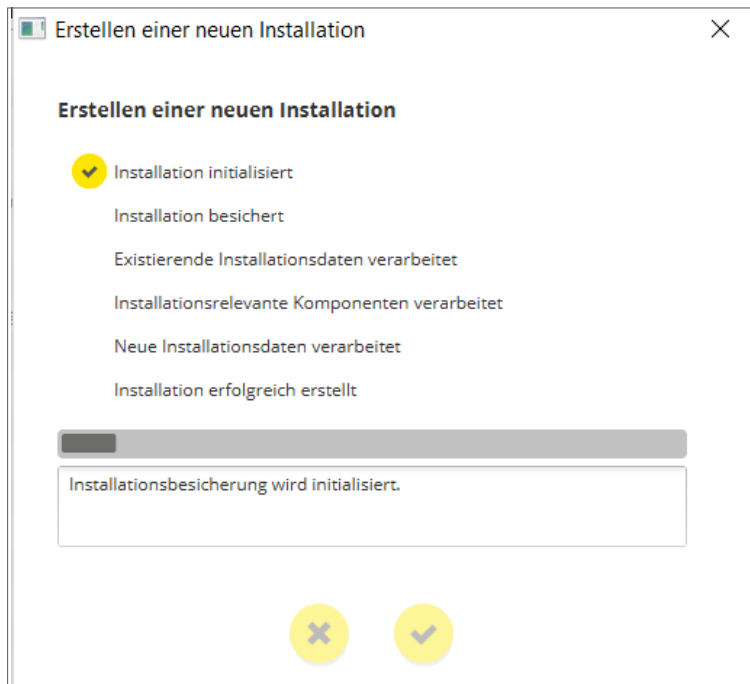 Erstellen einer neuen Installation
Erstellen einer neuen Installation
Installation initialisiert
Installation besichert
Existierende Installationsdaten verarbeitet
Installationsrelevante Komponenten verarbeitet
Neue Installationsdaten verarbeitet
Installation erfolgreich erstellt
Installationsbesicherung wird initialisiert.